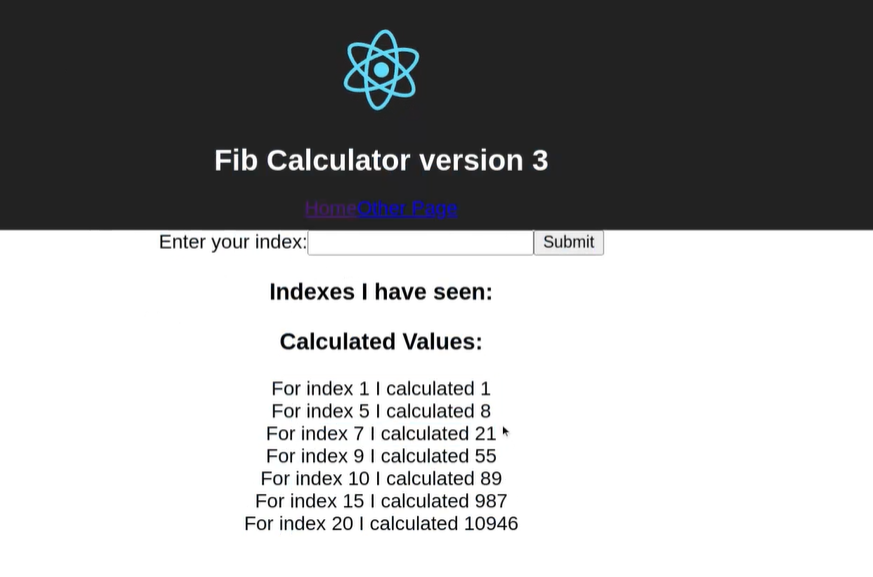 Fib Calculator version 3
HomeOther Page
Enter your index: Submit
Indexes I have seen:
Calculated Values:
For index 1 I calculated 1
For index 5 I calculated 8
For index 7 I calculated 21
For index 9 I calculated 55
For index 10 I calculated 89
For index 15 I calculated 987
For index 20 I calculated 10946